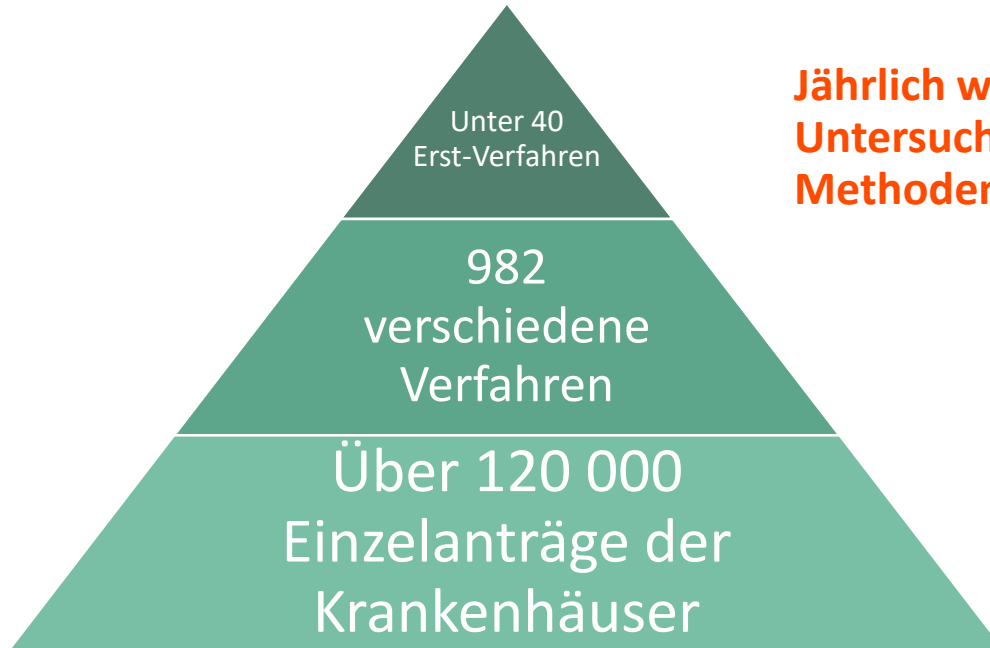 Unter 40
Erst-Verfahren
Jährlich
982
verschiedene
Verfahren
Über 120 000
Einzelanträge der
Krankenhäuser